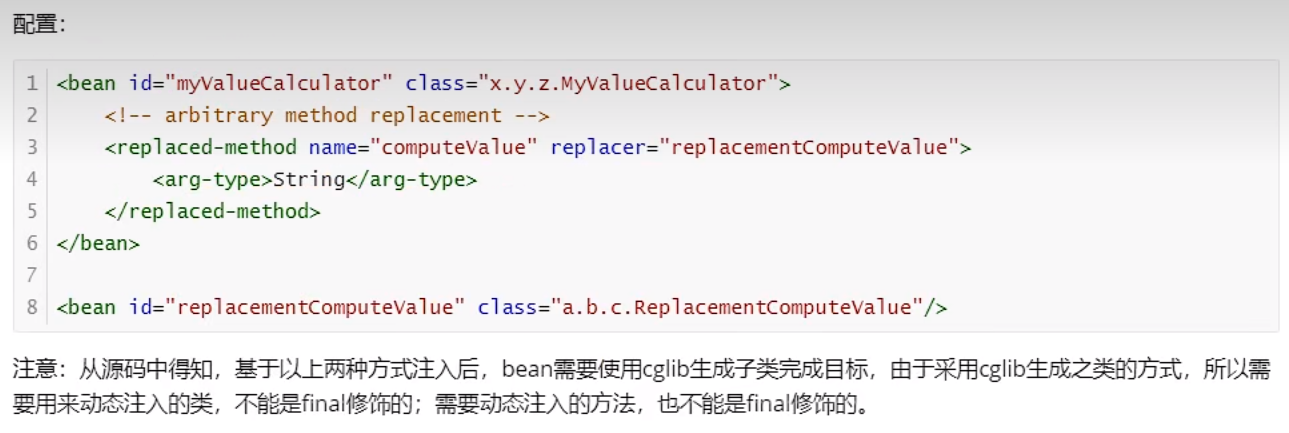 配置：
1 <bean id="myValueCalculator" class="x.y.z.MyValueCalculator">
2     <!-- arbitrary method replacement -->
3     <replaced-method name="computeValue" replacer="replacementComputeValue">
4         <arg-type>String</arg-type>
5     </replaced-method>
6 </bean>
7
8 <bean id="replacementComputeValue" class="a.b.c.ReplacementComputeValue"/>
注意：从源码中得知，基于以上两种方式注入后，bean需要使用cglib生成子类完成目标，由于采用cglib生成之类的方式，所以需
要用来动态注入的类，不能是final修饰的；需要动态注入的方法，也不能是final修饰的。